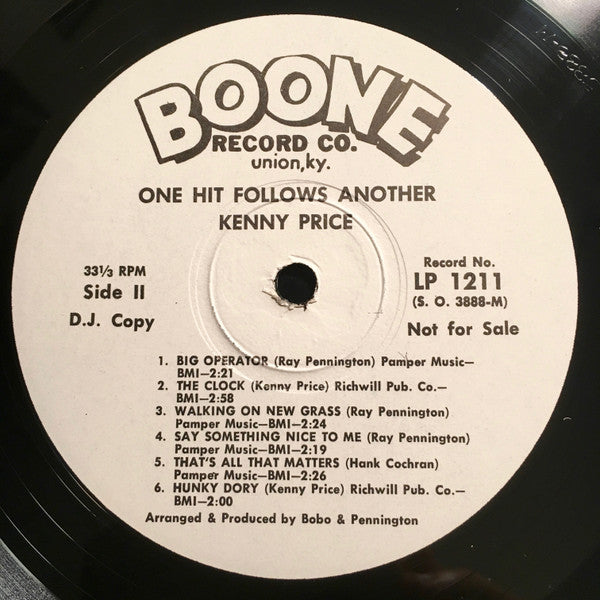 BOONE
RECORD CO.
union,ky.
ONE HIT FOLLOWS ANOTHER
KENNY PRICE
33⅓ RPM
Side II
D.J. Copy
Record No.
LP 1211
(S. O. 3888-M)
Not for Sale
1. BIG OPERATOR (Ray Pennington) Pamper Music—
BMI—2:21
2. THE CLOCK (Kenny Price) Richwill Pub. Co.—
BMI—2:58
3. WALKING ON NEW GRASS (Ray Pennington)
Pamper Music—BMI—2:24
4. SAY SOMETHING NICE TO ME (Ray Pennington)
Pamper Music—BMI—2:19
5. THAT'S ALL THAT MATTERS (Hank Cochran)
Pamper Music—BMI—2:26
6. HUNKY DORY (Kenny Price) Richwill Pub. Co.—
BMI—2:00
Arranged & Produced by Bobo & Pennington